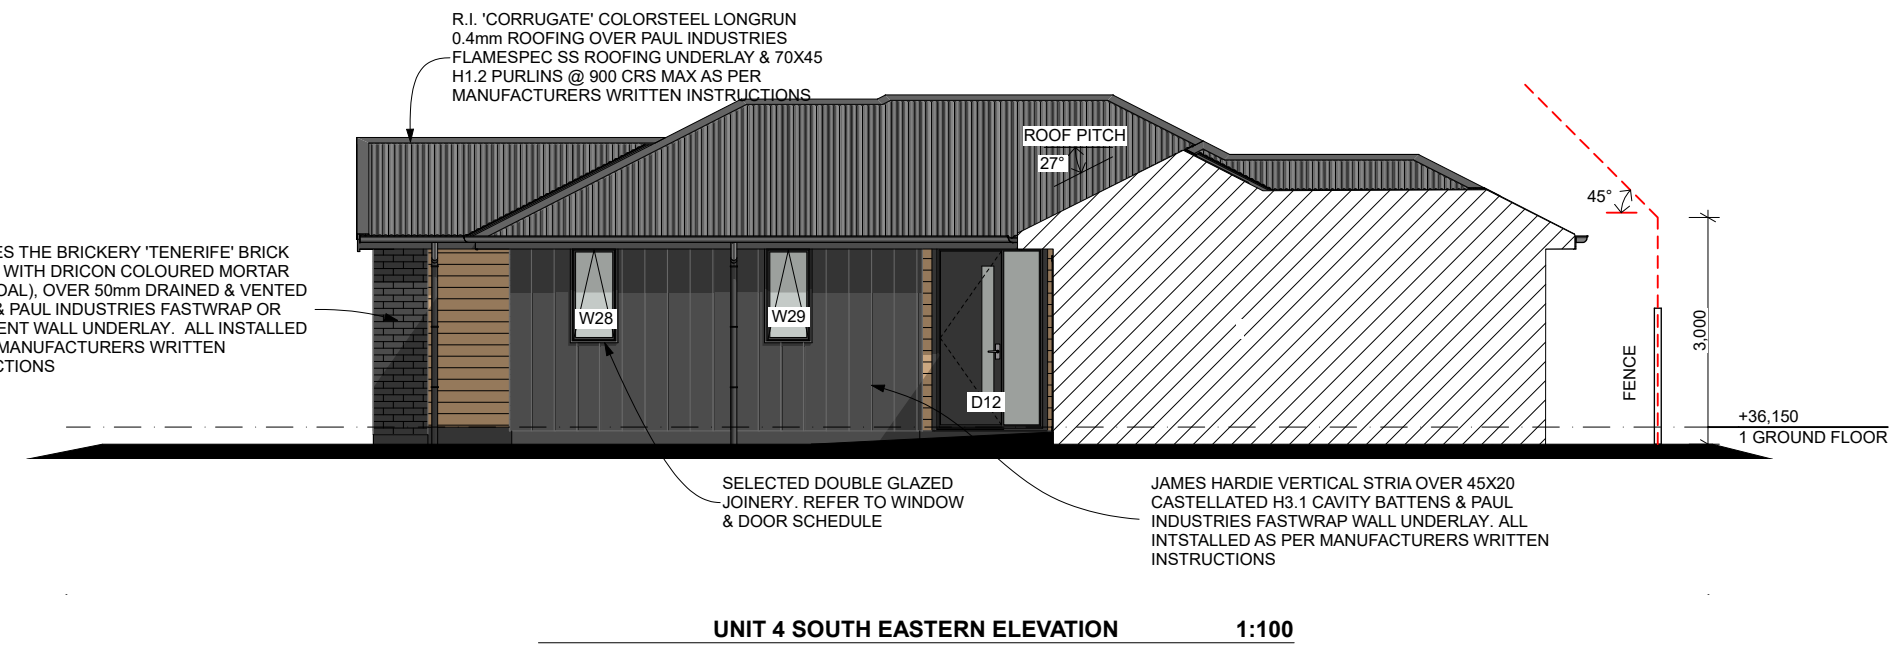 R.I. 'CORRUGATE' COLORSTEEL LONGRUN
0.4mm ROOFING OVER PAUL INDUSTRIES
FLAMESPEC SS ROOFING UNDERLAY & 70X45
H1.2 PURLINS @ 900 CRS MAX AS PER
MANUFACTURERS WRITTEN INSTRUCTIONS
ROOF PITCH
27°
45°
THE BRICKERY 'TENERIFE' BRICK
WITH DRICON COLOURED MORTAR
OVER 50mm DRAINED & VENTED
& PAUL INDUSTRIES FASTWRAP OR
WALL UNDERLAY. ALL INSTALLED
MANUFACTURERS WRITTEN
W28
W29
D12
FENCE
3,000
+36,150
1 GROUND FLOOR
SELECTED DOUBLE GLAZED
JOINERY. REFER TO WINDOW
& DOOR SCHEDULE
JAMES HARDIE VERTICAL STRIA OVER 45X20
CASTELLATED H3.1 CAVITY BATTENS & PAUL
INDUSTRIES FASTWRAP WALL UNDERLAY. ALL
INTSTALLED AS PER MANUFACTURERS WRITTEN
INSTRUCTIONS
UNIT 4 SOUTH EASTERN ELEVATION 1:100